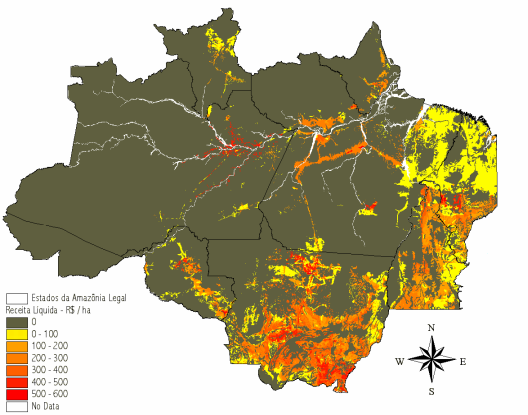 N
W E
S
Estados da Amazônia Legal
Receita Líquida - R$ / ha
0
0 - 100
100 - 200
200 - 300
300 - 400
400 - 500
500 - 600
No Data